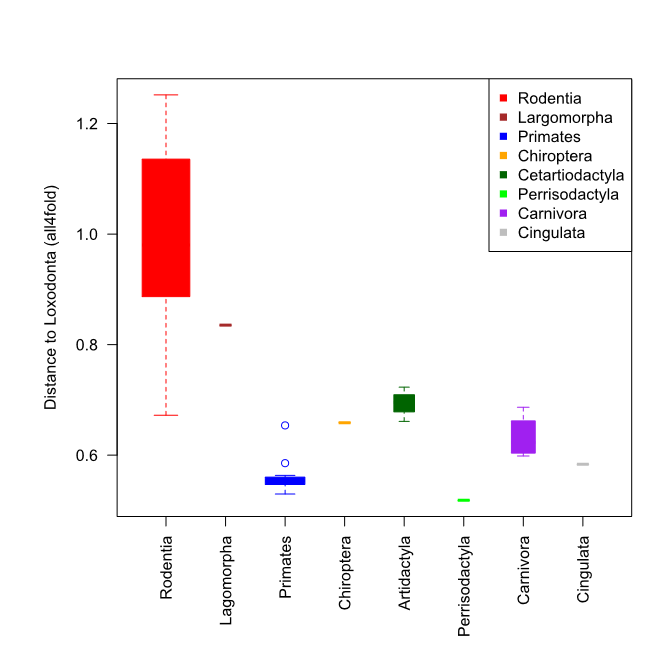 Distance to Loxodonta (all4fold)
1.2
1.0
0.8
0.6
Rodentia
Largomorpha
Primates
Chiroptera
Cetartiodactyla
Perrisodactyla
Carnivora
Cingulata
Rodentia
Lagomorpha
Primates
Chiroptera
Artidactyla
Perrisodactyla
Carnivora
Cingulata